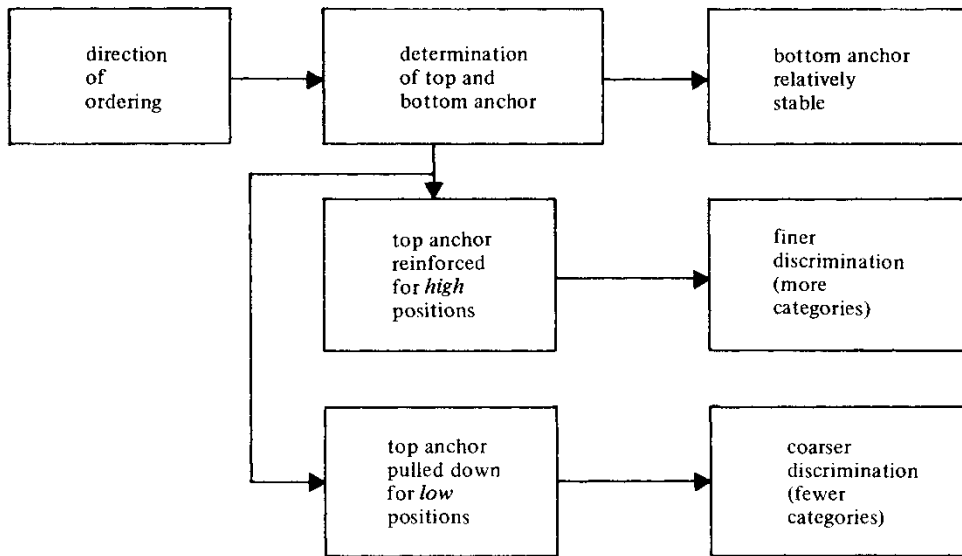 direction
of
ordering
determination
of top and
bottom anchor
bottom anchor
relatively
stable
top anchor
reinforced
for high
positions
finer
discrimination
(more
categories)
top anchor
pulled down
for low
positions
coarser
discrimination
(fewer
categories)